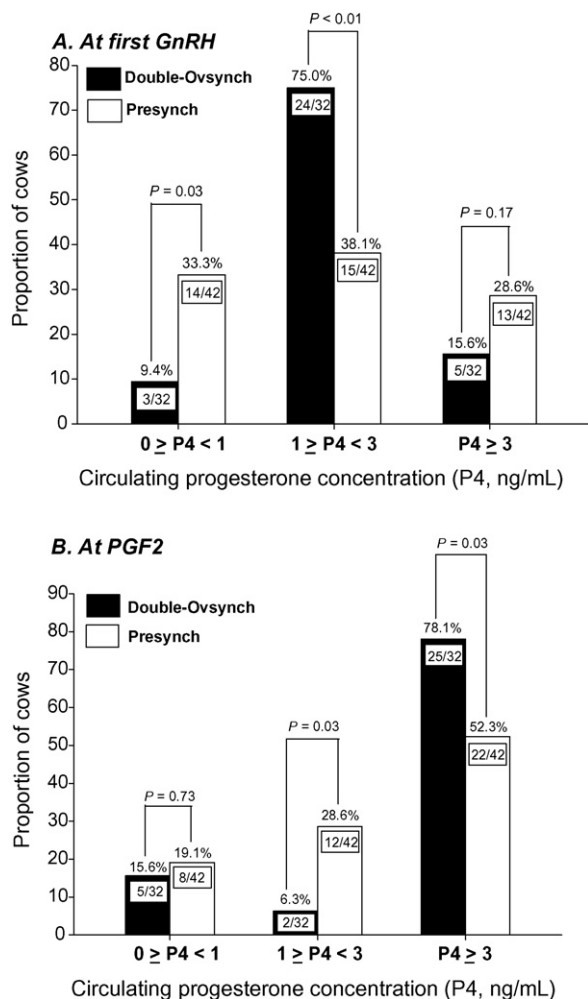 A. At first GnRH
P < 0.01
Double-Ovsynch
Presynch
75.0%
24/32
P = 0.03
P = 0.17
33.3%
14/42
38.1%
15/42
28.6%
13/42
9.4%
3/32
15.6%
5/32
80
70
60
50
40
30
20
10
0
Proportion of cows
0 ≥ P4 < 1
1 ≥ P4 < 3
P4 ≥ 3
Circulating progesterone concentration (P4, ng/mL)
B. At PGF2
P = 0.03
Double-Ovsynch
Presynch
78.1%
25/32
52.3%
22/42
P = 0.03
P = 0.73
28.6%
12/42
15.6%
5/32
19.1%
8/42
6.3%
2/32
90
80
70
60
50
40
30
20
10
0
Proportion of cows
0 ≥ P4 < 1
1 ≥ P4 < 3
P4 ≥ 3
Circulating progesterone concentration (P4, ng/mL)